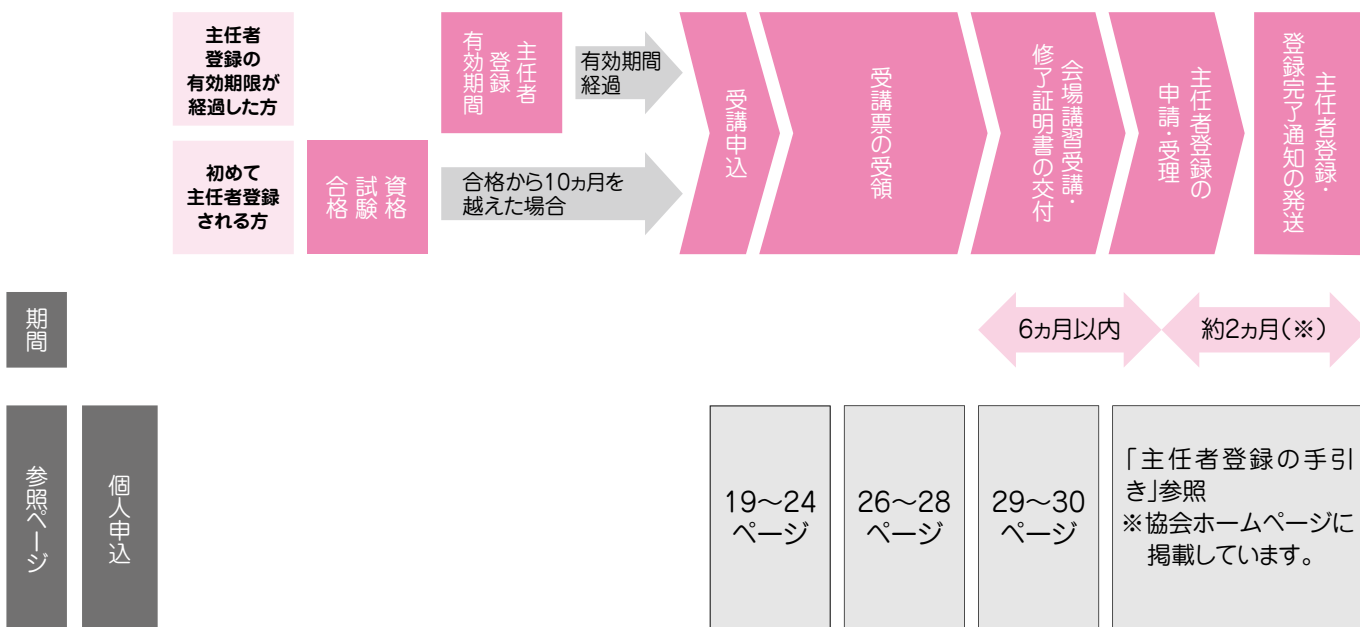 主任者
登録の
有効期限が
経過した方
主任者
登録
有効期間
有効期間
経過
初めて
主任者登録
される方
資格
試験
合格
合格から10ヵ月を
越えた場合
受講申込
受講票の受領
会場講習受講・
修了証明書の交付
主任者登録の
申請・受理
主任者登録・
登録完了通知の発送
期間
6ヵ月以内
約2ヵ月(※)
参照ページ
個人申込
19〜24
ページ
26〜28
ページ
29〜30
ページ
「主任者登録の手引
き」参照
※協会ホームページに
掲載しています。